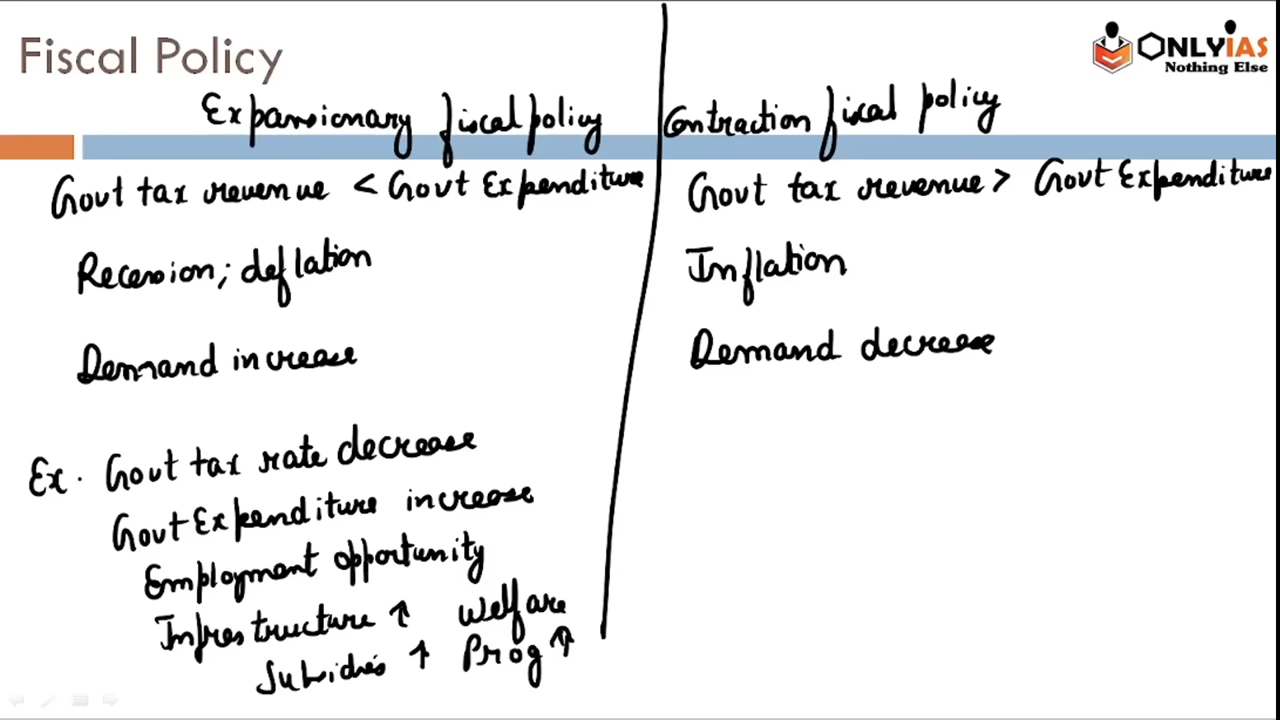 Fiscal Policy
ONLYIAS
Nothing Else
Expansionary fiscal policy
Govt tax revenue < Govt Expenditure
Recession; deflation
Demand increase
Ex. Govt tax rate decrease
Govt Expenditure increase
Employment opportunity
Infrastructure ↑ Welfare
Subsidies ↑ Prog ↑
Contraction fiscal policy
Govt tax revenue > Govt Expenditure
Inflation
Demand decrease